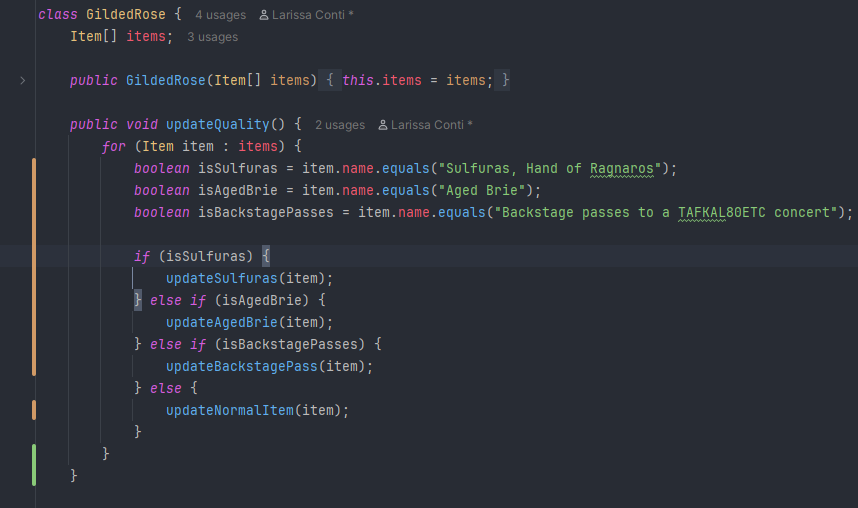 class GildedRose { 4 usages Larissa Conti *
Item[] items; 3 usages
public GildedRose(Item[] items) { this.items = items; }
public void updateQuality() { 2 usages Larissa Conti *
for (Item item : items) {
boolean isSulfuras = item.name.equals("Sulfuras, Hand of Ragnaros");
boolean isAgedBrie = item.name.equals("Aged Brie");
boolean isBackstagePasses = item.name.equals("Backstage passes to a TAFKAL80ETC concert");
if (isSulfuras) {
updateSulfuras(item);
} else if (isAgedBrie) {
updateAgedBrie(item);
} else if (isBackstagePasses) {
updateBackstagePass(item);
} else {
updateNormalItem(item);
}
}
}